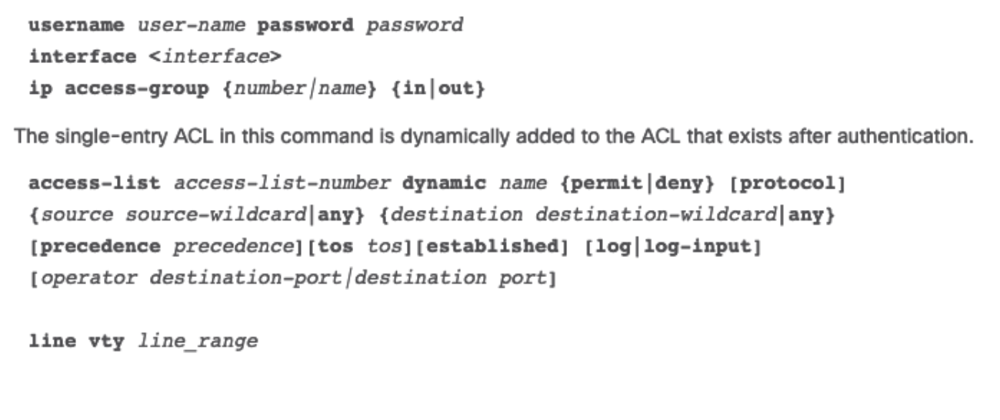 username user-name password password
interface <interface>
ip access-group {number|name} {in|out}
The single-entry ACL in this command is dynamically added to the ACL that exists after authentication.
access-list access-list-number dynamic name {permit|deny} [protocol]
{source source-wildcard|any} {destination destination-wildcard|any}
[precedence precedence][tos tos][established] [log|log-input]
[operator destination-port|destination port]
line vty line_range